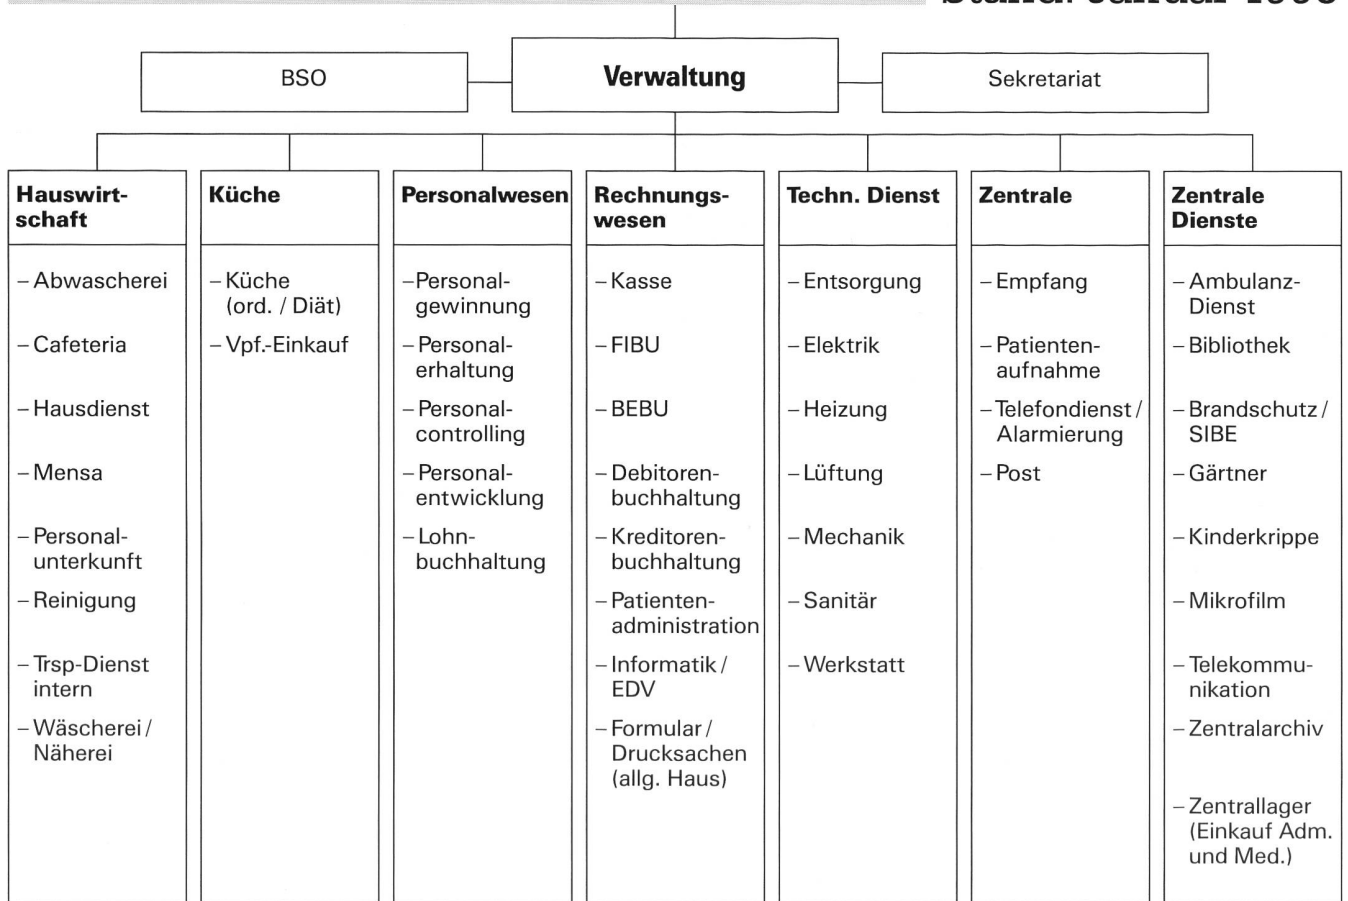 BSO
Verwaltung
Sekretariat
Hauswirt-
schaft
– Abwascherei
– Cafeteria
– Hausdienst
– Mensa
– Personal-
unterkunft
– Reinigung
– Trsp-Dienst
intern
– Wäscherei /
Näherei
Küche
– Küche
(ord. / Diät)
– Vpf.-Einkauf
Personalwesen
–Personal-
gewinnung
– Personal-
erhaltung
– Personal-
controlling
– Personal-
entwicklung
– Lohn-
buchhaltung
Rechnungs-
wesen
– Kasse
– FIBU
– BEBU
– Debitoren-
buchhaltung
– Kreditoren-
buchhaltung
– Patienten-
administration
– Informatik /
EDV
– Formular /
Drucksachen
(allg. Haus)
Techn. Dienst
– Entsorgung
– Elektrik
– Heizung
– Lüftung
– Mechanik
– Sanitär
– Werkstatt
Zentrale
– Empfang
– Patienten-
aufnahme
– Telefondienst /
Alarmierung
– Post
Zentrale
Dienste
– Ambulanz-
Dienst
– Bibliothek
– Brandschutz /
SIBE
– Gärtner
– Kinderkrippe
– Mikrofilm
– Telekommu-
nikation
– Zentralarchiv
– Zentrallager
(Einkauf Adm.
und Med.)